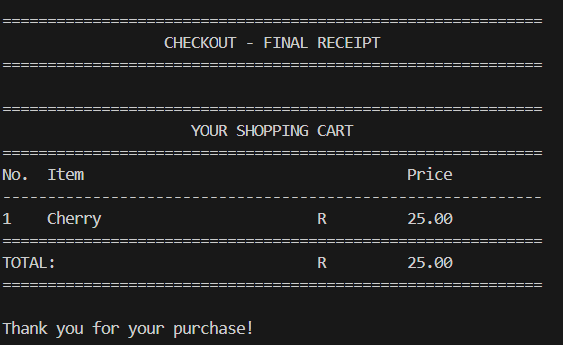 ============================================================
                  CHECKOUT - FINAL RECEIPT
============================================================

============================================================
                     YOUR SHOPPING CART
============================================================
No.  Item                                    Price
------------------------------------------------------------
1    Cherry                        R         25.00
============================================================
TOTAL:                             R         25.00
============================================================

Thank you for your purchase!